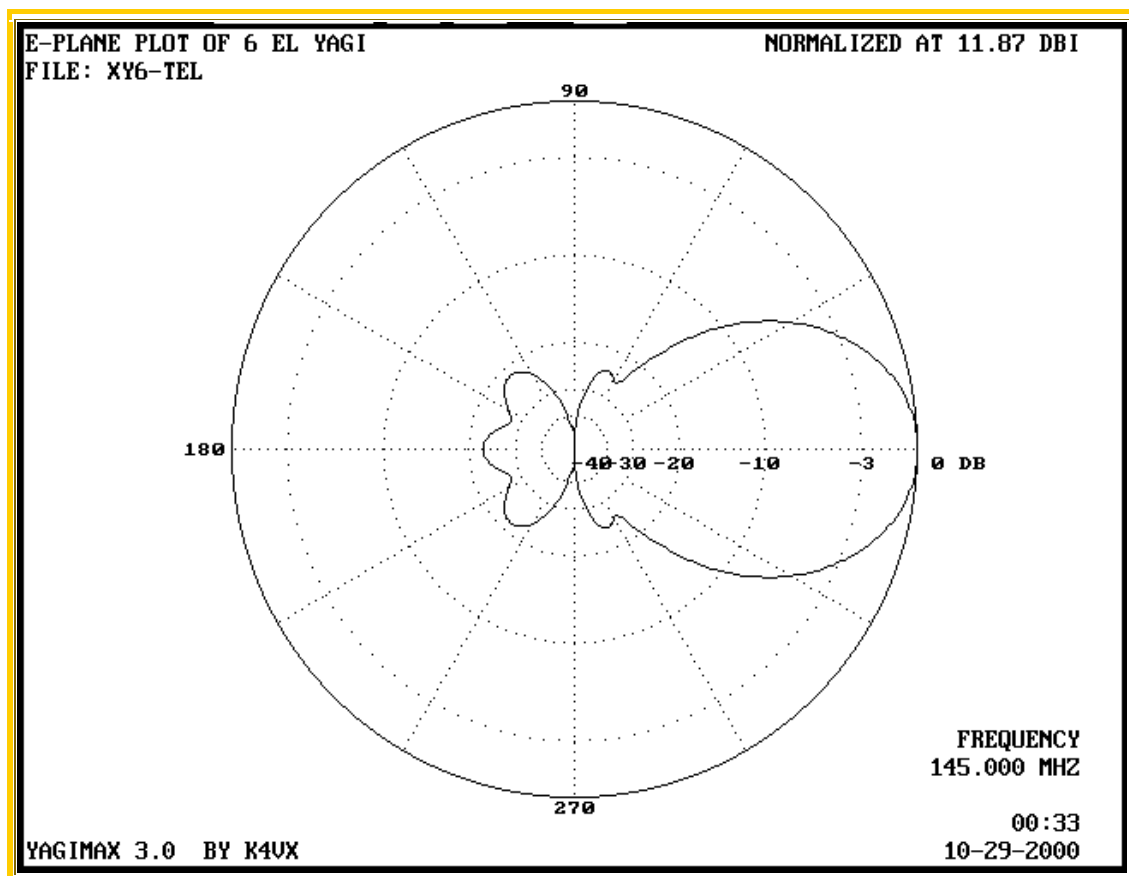 E-PLANE PLOT OF 6 EL YAGI
NORMALIZED AT 11.87 DBI
FILE: XY6-TEL
90
180
-40 -30 -20 -10 -3 0 DB
270
FREQUENCY
145.000 MHZ
00:33
YAGIMAX 3.0 BY K4VX
10-29-2000